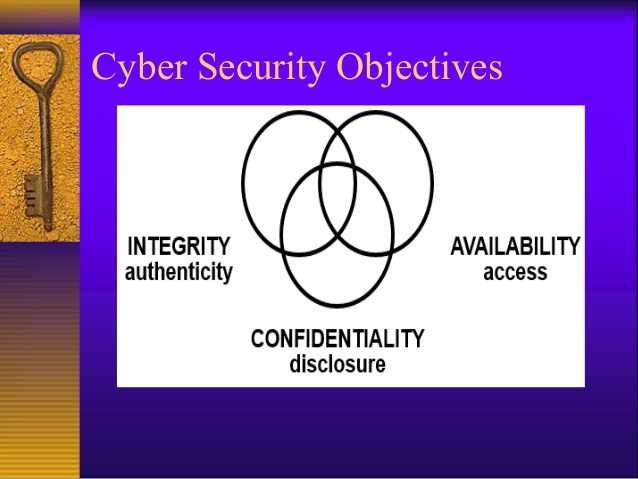 Cyber Security Objectives
INTEGRITY
authenticity
AVAILABILITY
access
CONFIDENTIALITY
disclosure